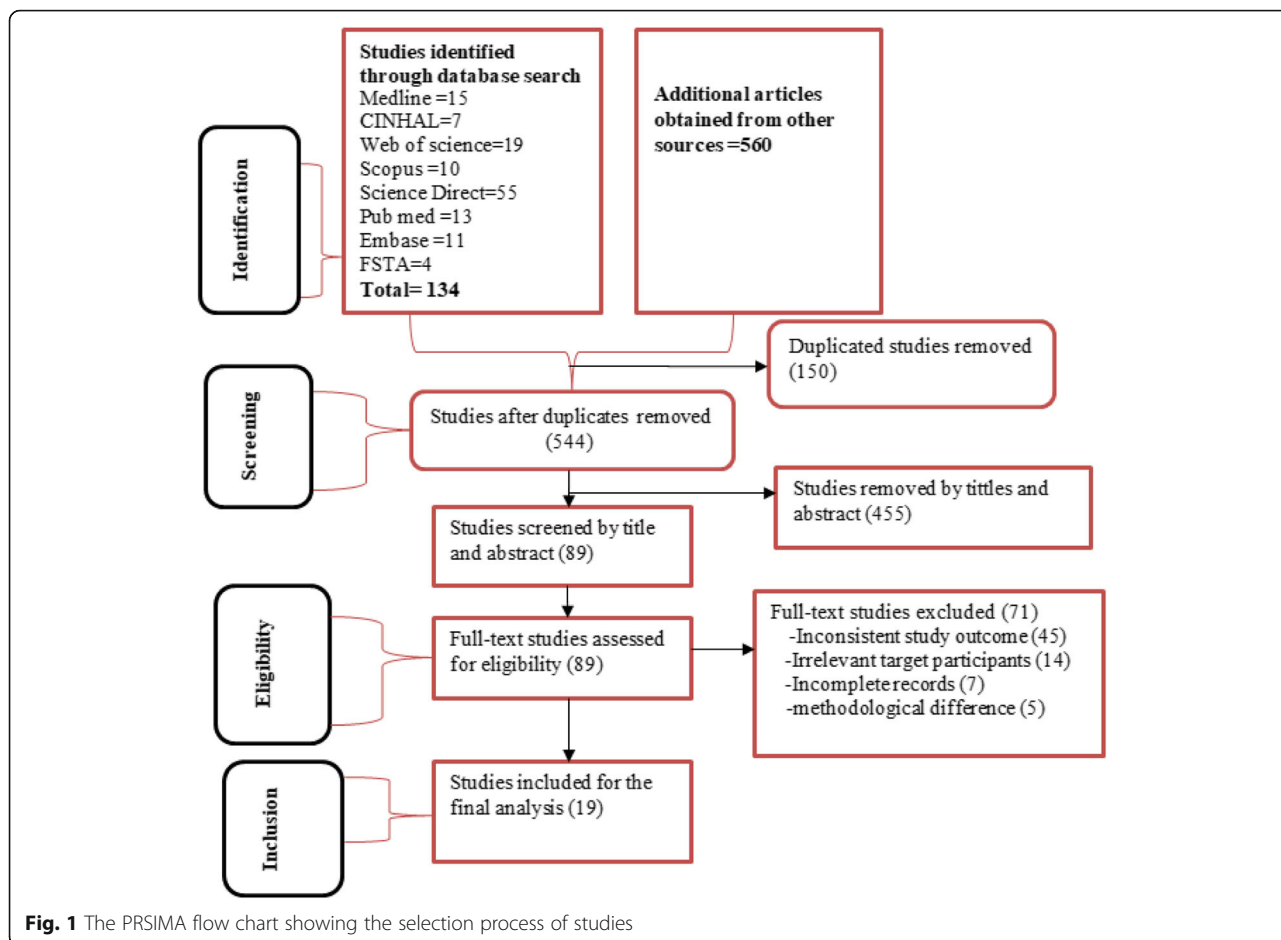 Identification
Studies identified
through database search
Medline =15
CINHAL=7
Web of science=19
Scopus =10
Science Direct=55
Pub med =13
Embase =11
FSTA=4
Total= 134
Additional articles
obtained from other
sources =560
Duplicated studies removed
(150)
Screening
Studies after duplicates removed
(544)
Studies removed by tittles and
abstract (455)
Studies screened by title
and abstract (89)
Eligibility
Full-text studies assessed
for eligibility (89)
Full-text studies excluded (71)
-Inconsistent study outcome (45)
-Irrelevant target participants (14)
-Incomplete records (7)
-methodological difference (5)
Inclusion
Studies included for the
final analysis (19)
Fig. 1 The PRSIMA flow chart showing the selection process of studies